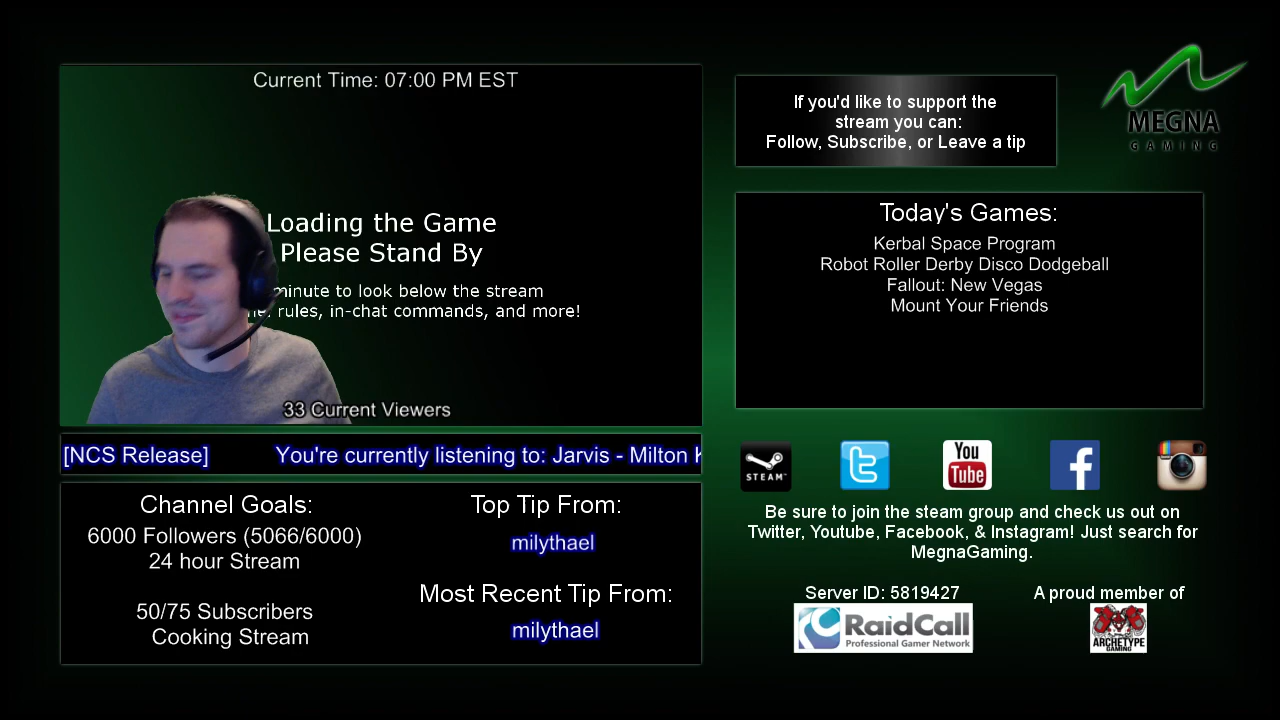 Current Time: 07:00 PM EST
Loading the Game
Please Stand By
minute to look below the stream
rules, in-chat commands, and more!
33 Current Viewers
[NCS Release] You're currently listening to: Jarvis - Milton
Channel Goals:
6000 Followers (5066/6000)
24 hour Stream
50/75 Subscribers
Cooking Stream
Top Tip From:
milythael
Most Recent Tip From:
milythael
If you'd like to support the
stream you can:
Follow, Subscribe, or Leave a tip
MEGNA
GAMING
Today's Games:
Kerbal Space Program
Robot Roller Derby Disco Dodgeball
Fallout: New Vegas
Mount Your Friends
STEAM
You
Tube
Be sure to join the steam group and check us out on
Twitter, Youtube, Facebook, & Instagram! Just search for
MegnaGaming.
Server ID: 5819427
RaidCall
Professional Gamer Network
A proud member of
ARCHETYPE
GAMING